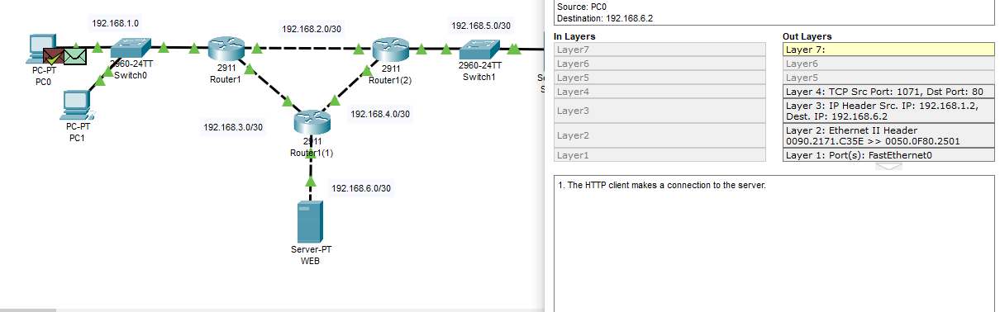 192.168.1.0
192.168.2.0/30
192.168.5.0/30
PC-PT
PC0
2960-24TT
Switch0
2911
Router1
2911
Router1(2)
2960-24TT
Switch1
PC-PT
PC1
192.168.3.0/30
192.168.4.0/30
2911
Router1(1)
192.168.6.0/30
Server-PT
WEB
Source: PC0
Destination: 192.168.6.2
In Layers
Layer7
Layer6
Layer5
Layer4
Layer3
Layer2
Layer1
Out Layers
Layer 7:
Layer6
Layer5
Layer 4: TCP Src Port: 1071, Dst Port: 80
Layer 3: IP Header Src. IP: 192.168.1.2,
Dest. IP: 192.168.6.2
Layer 2: Ethernet II Header
0090.2171.C35E >> 0050.0F80.2501
Layer 1: Port(s): FastEthernet0
1. The HTTP client makes a connection to the server.